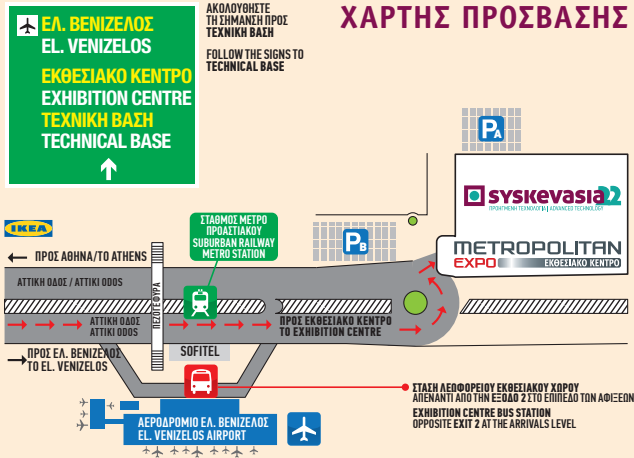 ΕΛ. ΒΕΝΙΖΕΛΟΣ
EL. VENIZELOS
ΕΚΘΕΣΙΑΚΟ ΚΕΝΤΡΟ
EXHIBITION CENTRE
ΤΕΧΝΙΚΗ ΒΑΣΗ
TECHNICAL BASE
ΑΚΟΛΟΥΘΗΣΤΕ
ΤΗ ΣΗΜΑΝΣΗ ΠΡΟΣ
ΤΕΧΝΙΚΗ ΒΑΣΗ
FOLLOW THE SIGNS TO
TECHNICAL BASE
ΧΑΡΤΗΣ ΠΡΟΣΒΑΣΗΣ
PA
syskevasia22
ΠΡΟΗΓΜΕΝΗ ΤΕΧΝΟΛΟΓΙΑ | ADVANCED TECHNOLOGY
METROPOLITAN
EXPO ΕΚΘΕΣΙΑΚΟ ΚΕΝΤΡΟ
ΣΤΑΘΜΟΣ ΜΕΤΡΟ
ΠΡΟΑΣΤΙΑΚΟΥ
SUBURBAN RAILWAY
METRO STATION
PB
IKEA
ΠΡΟΣ ΑΘΗΝΑ/TO ATHENS
ΑΤΤΙΚΗ ΟΔΟΣ / ATTIKI ODOS
ΠΕΖΟΓΕΦΥΡΑ
ΑΤΤΙΚΗ ΟΔΟΣ
ATTIKI ODOS
ΠΡΟΣ ΕΚΘΕΣΙΑΚΟ ΚΕΝΤΡΟ
TO EXHIBITION CENTRE
ΠΡΟΣ ΕΛ. ΒΕΝΙΖΕΛΟΣ
TO EL. VENIZELOS
SOFITEL
ΣΤΑΣΗ ΛΕΩΦΟΡΕΙΟΥ ΕΚΘΕΣΙΑΚΟΥ ΧΩΡΟΥ
ΑΠΕΝΑΝΤΙ ΑΠΟ ΤΗΝ ΕΞΟΔΟ 2 ΣΤΟ ΕΠΙΠΕΔΟ ΤΩΝ ΑΦΙΞΕΩΝ
EXHIBITION CENTRE BUS STATION
OPPOSITE EXIT 2 AT THE ARRIVALS LEVEL
ΑΕΡΟΔΡΟΜΙΟ ΕΛ. ΒΕΝΙΖΕΛΟΣ
EL. VENIZELOS AIRPORT